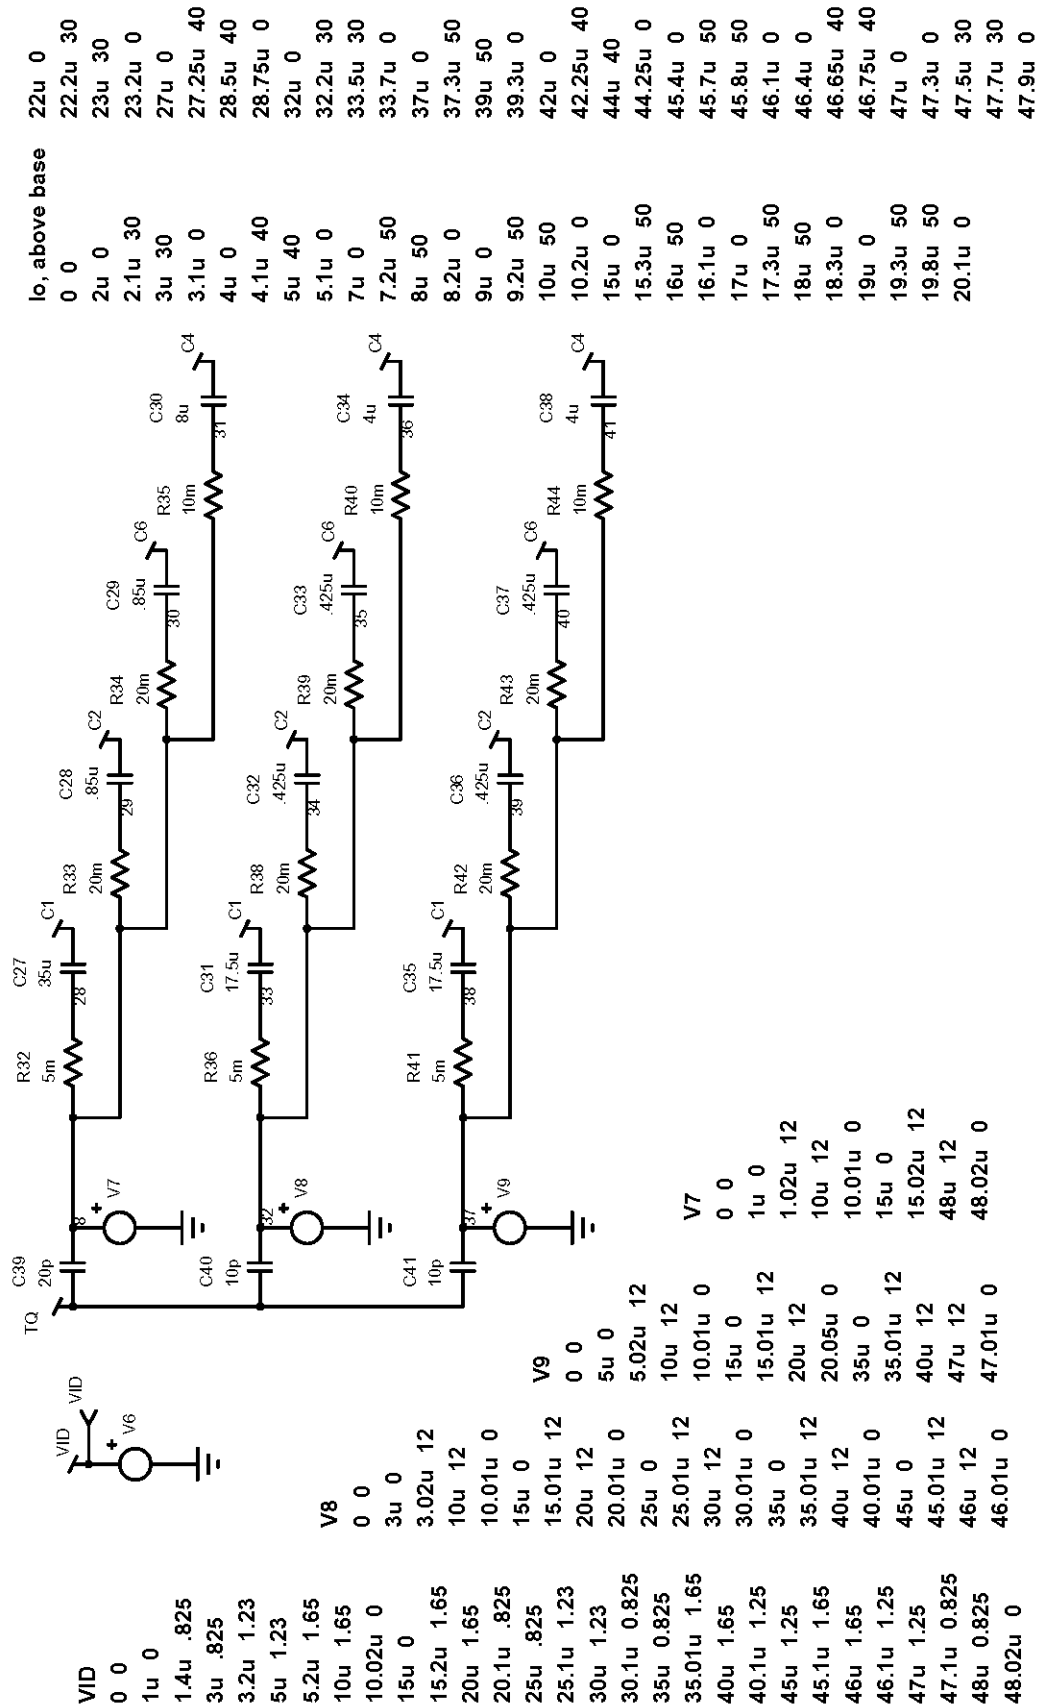 VID
0 0
1u 0
1.4u .825
3u .825
3.2u 1.23
5u 1.23
5.2u 1.65
10u 1.65
10.02u 0
15u 0
15.2u 1.65
20u 1.65
20.1u .825
25u .825
25.1u 1.23
30u 1.23
30.1u 0.825
35u 0.825
35.01u 1.65
40u 1.65
40.1u 1.25
45u 1.25
45.1u 1.65
46u 1.65
46.1u 1.25
47u 1.25
47.1u 0.825
48u 0.825
48.02u 0
VID
VID
V6
+
V8
0 0
3u 0
3.02u 12
10u 12
10.01u 0
15u 0
15.01u 12
20u 12
20.01u 0
25u 0
25.01u 12
30u 12
30.01u 0
35u 0
35.01u 12
40u 12
40.01u 0
45u 0
45.01u 12
46u 12
46.01u 0
V9
0 0
5u 0
5.02u 12
10u 12
10.01u 0
15u 0
15.01u 12
20u 12
20.05u 0
35u 0
35.01u 12
40u 12
47u 12
47.01u 0
V7
0 0
1u 0
1.02u 12
10u 12
10.01u 0
15u 0
15.02u 12
48u 12
48.02u 0
TQ
C39
20p
8
+
V7
R32
5m
28
C27
35u
C1
R33
20m
29
C28
.85u
C2
R34
20m
30
C29
.85u
C6
R35
10m
31
C30
8u
C4
C40
10p
32
+
V8
R36
5m
33
C31
17.5u
C1
R38
20m
34
C32
.425u
C2
R39
20m
35
C33
.425u
C6
R40
10m
36
C34
4u
C4
C41
10p
37
+
V9
R41
5m
38
C35
17.5u
C1
R42
20m
39
C36
.425u
C2
R43
20m
40
C37
.425u
C6
R44
10m
41
C38
4u
C4
Io, above base
0 0
2u 0
2.1u 30
3u 30
3.1u 0
4u 0
4.1u 40
5u 40
5.1u 0
7u 0
7.2u 50
8u 50
8.2u 0
9u 0
9.2u 50
10u 50
10.2u 0
15u 0
15.3u 50
16u 50
16.1u 0
17u 0
17.3u 50
18u 50
18.3u 0
19u 0
19.3u 50
19.8u 50
20.1u 0
22u 0
22.2u 30
23u 30
23.2u 0
27u 0
27.25u 40
28.5u 40
28.75u 0
32u 0
32.2u 30
33.5u 30
33.7u 0
37u 0
37.3u 50
39u 50
39.3u 0
42u 0
42.25u 40
44u 40
44.25u 0
45.4u 0
45.7u 50
45.8u 50
46.1u 0
46.4u 0
46.65u 40
46.75u 40
47u 0
47.3u 0
47.5u 30
47.7u 30
47.9u 0